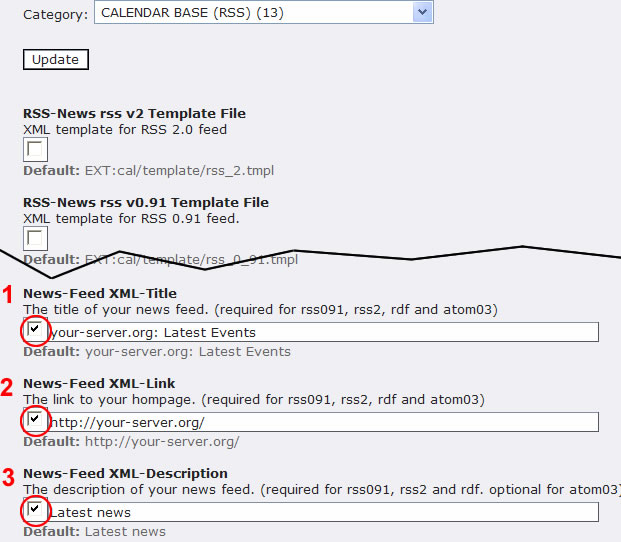 Category: CALENDAR BASE (RSS) (13)
Update
RSS-News rss v2 Template File
XML template for RSS 2.0 feed
Default: EXT:cal/template/rss_2.tmpl
RSS-News rss v0.91 Template File
XML template for RSS 0.91 feed.
Default: EXT:cal/template/rss_0_91.tmpl
1 News-Feed XML-Title
The title of your news feed. (required for rss091, rss2, rdf and atom03)
your-server.org: Latest Events
Default: your-server.org: Latest Events
2 News-Feed XML-Link
The link to your hompage. (required for rss091, rss2, rdf and atom03)
http://your-server.org/
Default: http://your-server.org/
3 News-Feed XML-Description
The description of your news feed. (required for rss091, rss2 and rdf. optional for atom03)
Latest news
Default: Latest news